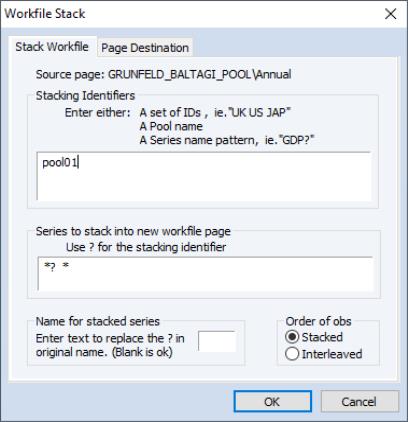 Workfile Stack
Stack Workfile
Page Destination
Source page: GRUNFELD_BALTAGI_POOL\Annual
Stacking Identifiers
Enter either: A set of IDs , ie."UK US JAP"
A Pool name
A Series name pattern, ie."GDP?"
pool01
Series to stack into new workfile page
Use ? for the stacking identifier
*? *
Name for stacked series
Enter text to replace the ? in
original name. (Blank is ok)
Order of obs
Stacked
Interleaved
OK
Cancel